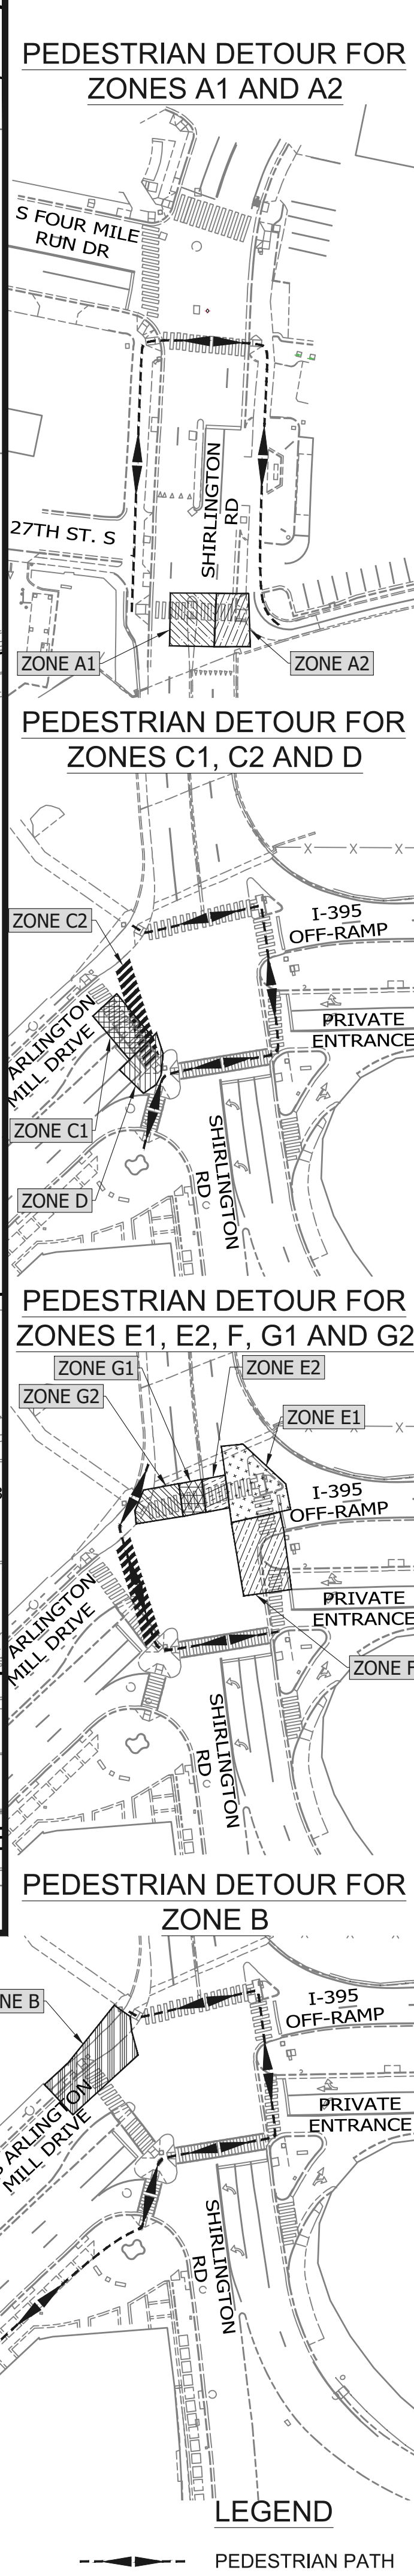 PEDESTRIAN DETOUR FOR
ZONES A1 AND A2
S FOUR MILE
RUN DR
SHIRLINGTON
RD
27TH ST. S
ZONE A1
ZONE A2
PEDESTRIAN DETOUR FOR
ZONES C1, C2 AND D
ZONE C2
I-395
OFF-RAMP
ARLINGTON
MILL DRIVE
PRIVATE
ENTRANCE
ZONE C1
ZONE D
SHIRLINGTON
RD
PEDESTRIAN DETOUR FOR
ZONES E1, E2, F, G1 AND G2
ZONE G1
ZONE E2
ZONE G2
ZONE E1
I-395
OFF-RAMP
ARLINGTON
MILL DRIVE
PRIVATE
ENTRANCE
ZONE F
SHIRLINGTON
RD
PEDESTRIAN DETOUR FOR
ZONE B
NE B
I-395
OFF-RAMP
S ARLINGTON
MILL DRIVE
PRIVATE
ENTRANCE
SHIRLINGTON
RD
LEGEND
PEDESTRIAN PATH